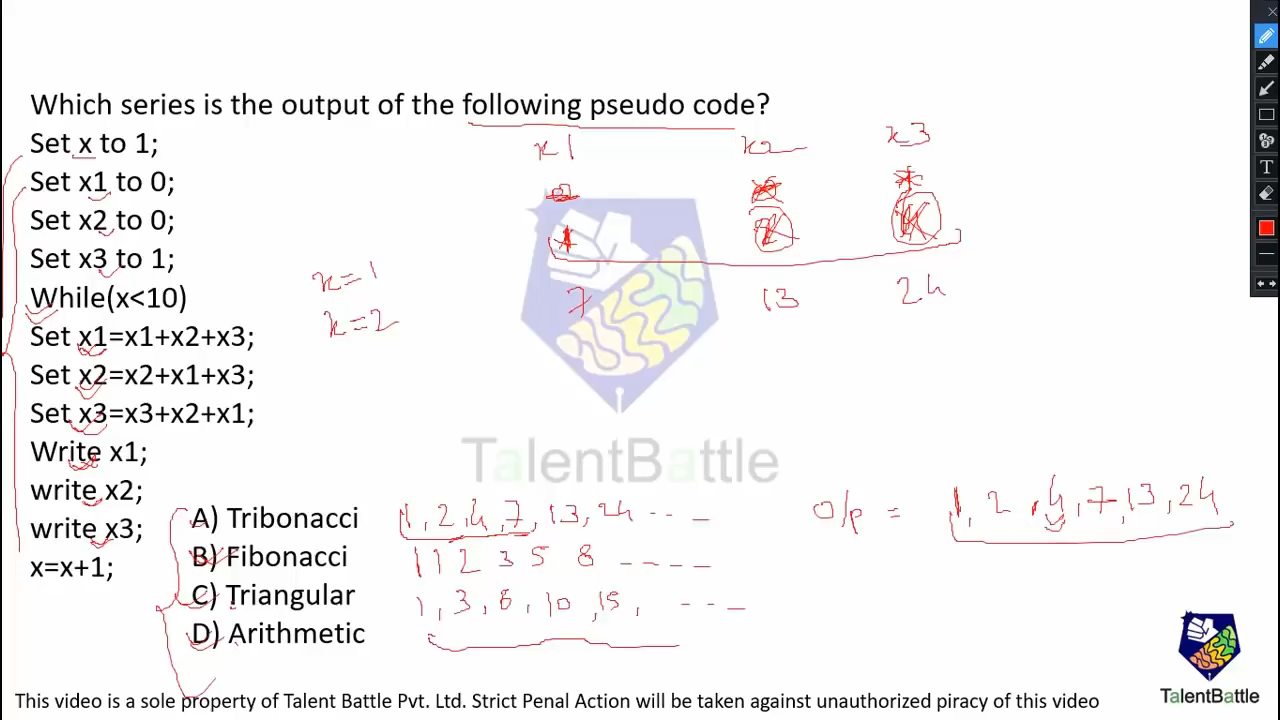 Which series is the output of the following pseudo code?
Set x to 1;
Set x1 to 0;
Set x2 to 0;
Set x3 to 1;
While(x<10)
Set x1=x1+x2+x3;
Set x2=x2+x1+x3;
Set x3=x3+x2+x1;
Write x1;
write x2;
write x3;
x=x+1;
x1 x2 x3
7 13 24
x=1
x=2
TalentBattle
A) Tribonacci 1, 2, 4, 7, 13, 24 .. _
B) Fibonacci 1 1 2 3 5 8 _ _ _ _
C) Triangular 1, 3, 6, 10, 15, - - _
D) Arithmetic
O/p = 1, 2, 4, 7, 13, 24
TalentBattle
This video is a sole property of Talent Battle Pvt. Ltd. Strict Penal Action will be taken against unauthorized piracy of this video
T